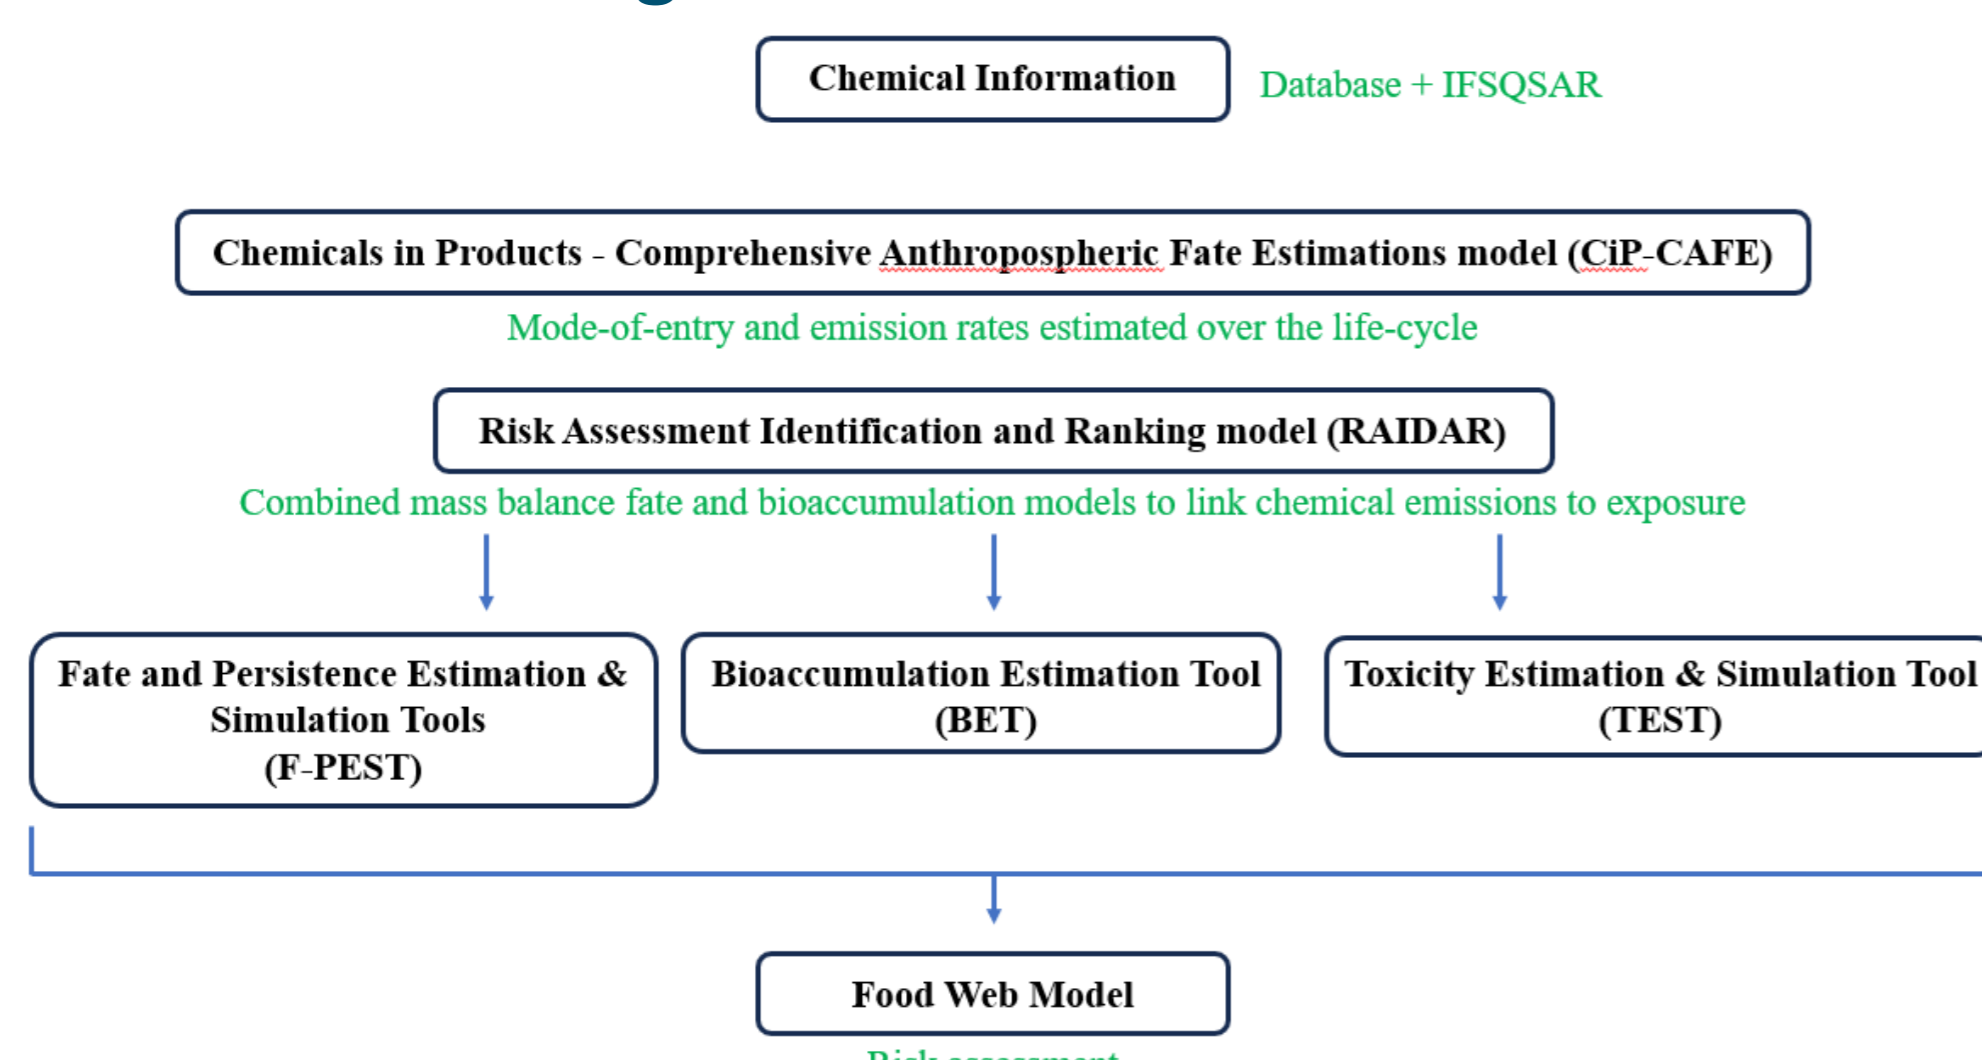 Chemical Information
Database + IFSQSAR
Chemicals in Products - Comprehensive Anthropospheric Fate Estimations model (CiP-CAFE)
Mode-of-entry and emission rates estimated over the life-cycle
Risk Assessment Identification and Ranking model (RAIDAR)
Combined mass balance fate and bioaccumulation models to link chemical emissions to exposure
Fate and Persistence Estimation &
Simulation Tools
(F-PEST)
Bioaccumulation Estimation Tool
(BET)
Toxicity Estimation & Simulation Tool
(TEST)
Food Web Model
Risk assessment